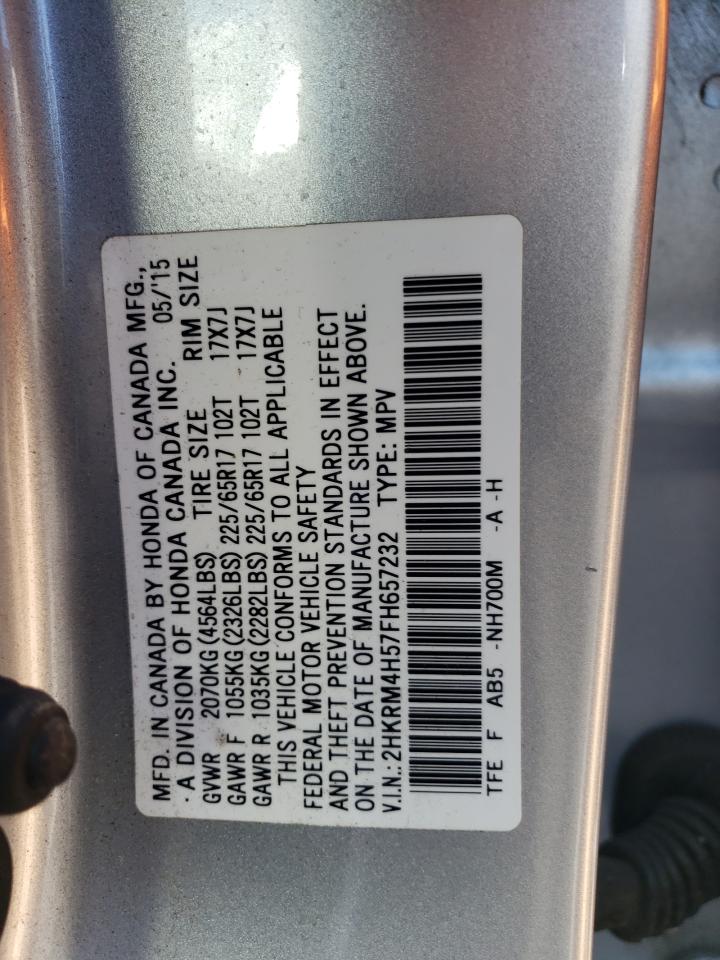 MFD. IN CANADA BY HONDA OF CANADA MFG.,
· A DIVISION OF HONDA CANADA INC. 05/'15
GVWR 2070KG (4564LBS) TIRE SIZE RIM SIZE
GAWR F 1055KG (2326LBS) 225/65R17 102T 17X7J
GAWR R 1035KG (2282LBS) 225/65R17 102T 17X7J
THIS VEHICLE CONFORMS TO ALL APPLICABLE
FEDERAL MOTOR VEHICLE SAFETY
AND THEFT PREVENTION STANDARDS IN EFFECT
ON THE DATE OF MANUFACTURE SHOWN ABOVE.
V.I.N.: 2HKRM4H57FH657232 TYPE: MPV
TFE F AB5 -NH700M -A -H